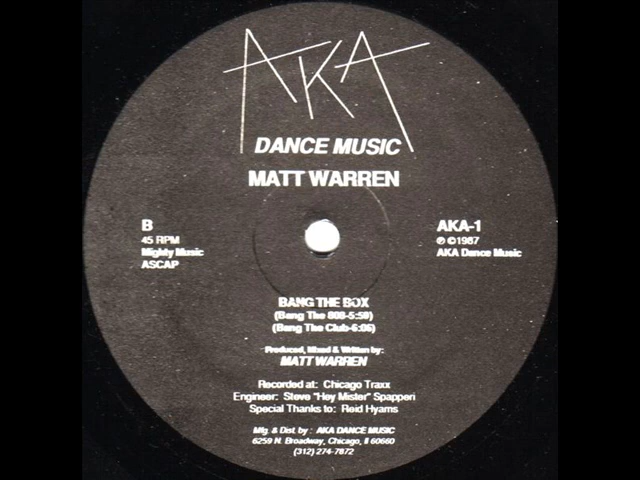 AKA
DANCE MUSIC
MATT WARREN
B
45 RPM
Mighty Music
ASCAP
AKA-1
℗ ©1987
AKA Dance Music
BANG THE BOX
(Bang The 808-5:59)
(Bang The Club-6:06)
Produced, Mixed & Written by:
MATT WARREN
Recorded at: Chicago Traxx
Engineer: Steve "Hey Mister" Spapperi
Special Thanks to: Reid Hyams
Mfg. & Dist. by: AKA DANCE MUSIC
6259 N. Broadway, Chicago, Il 60660
(312) 274-7872